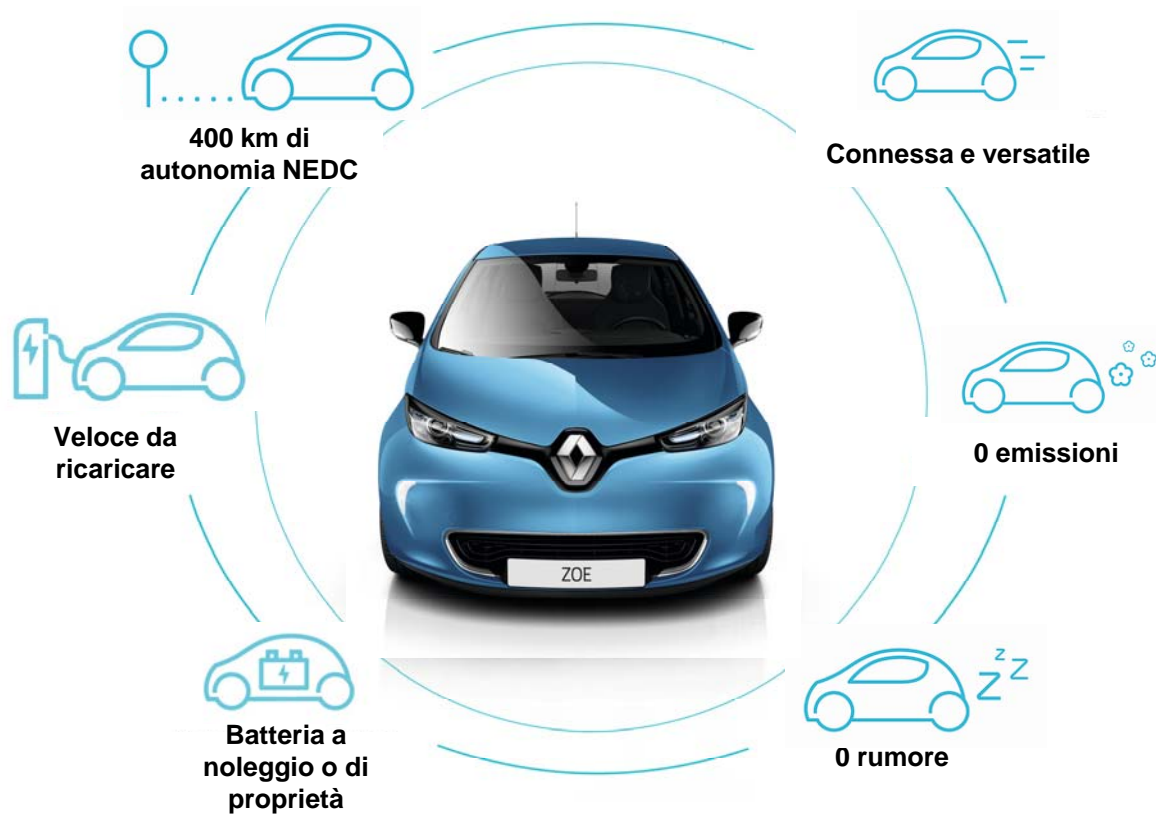 400 km di
autonomia NEDC
Connessa e versatile
Veloce da
ricaricare
0 emissioni
ZOE
z
Z
Z
Batteria a
noleggio o di
proprietà
0 rumore